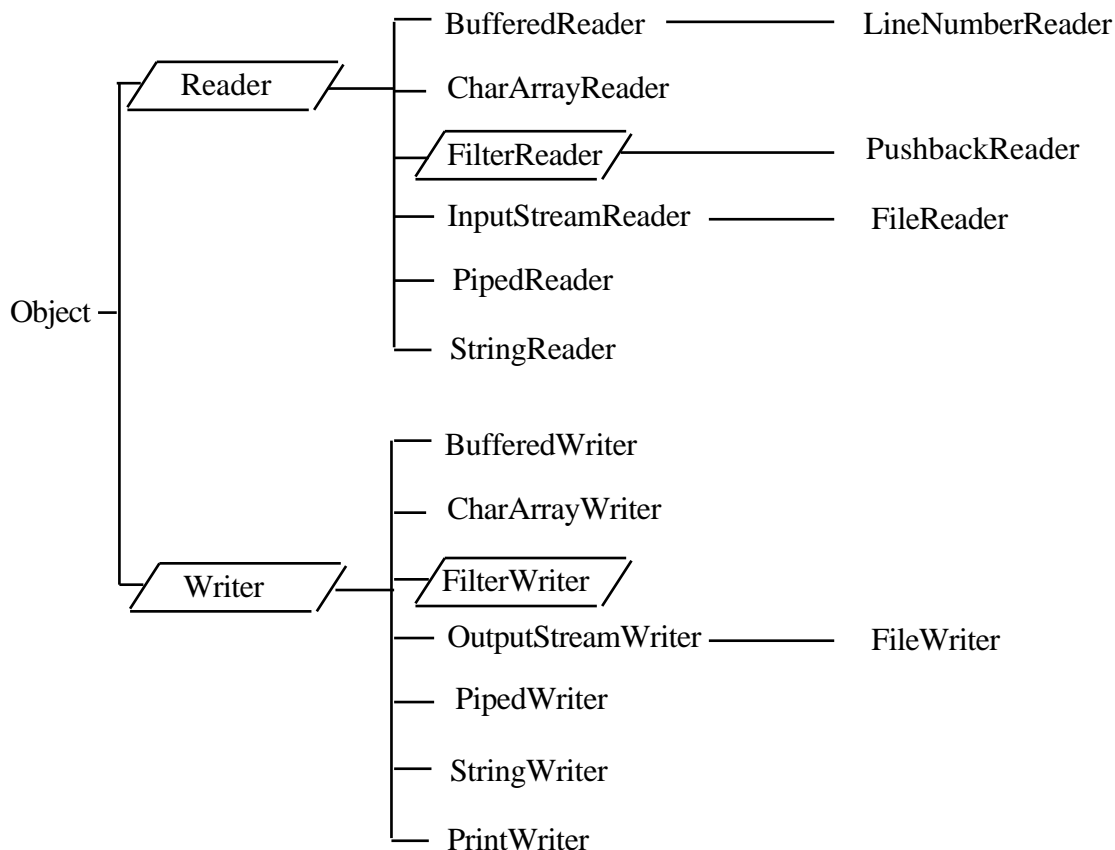 BufferedReader
LineNumberReader
Reader
CharArrayReader
FilterReader
PushbackReader
InputStreamReader
FileReader
PipedReader
Object
StringReader
BufferedWriter
CharArrayWriter
Writer
FilterWriter
OutputStreamWriter
FileWriter
PipedWriter
StringWriter
PrintWriter